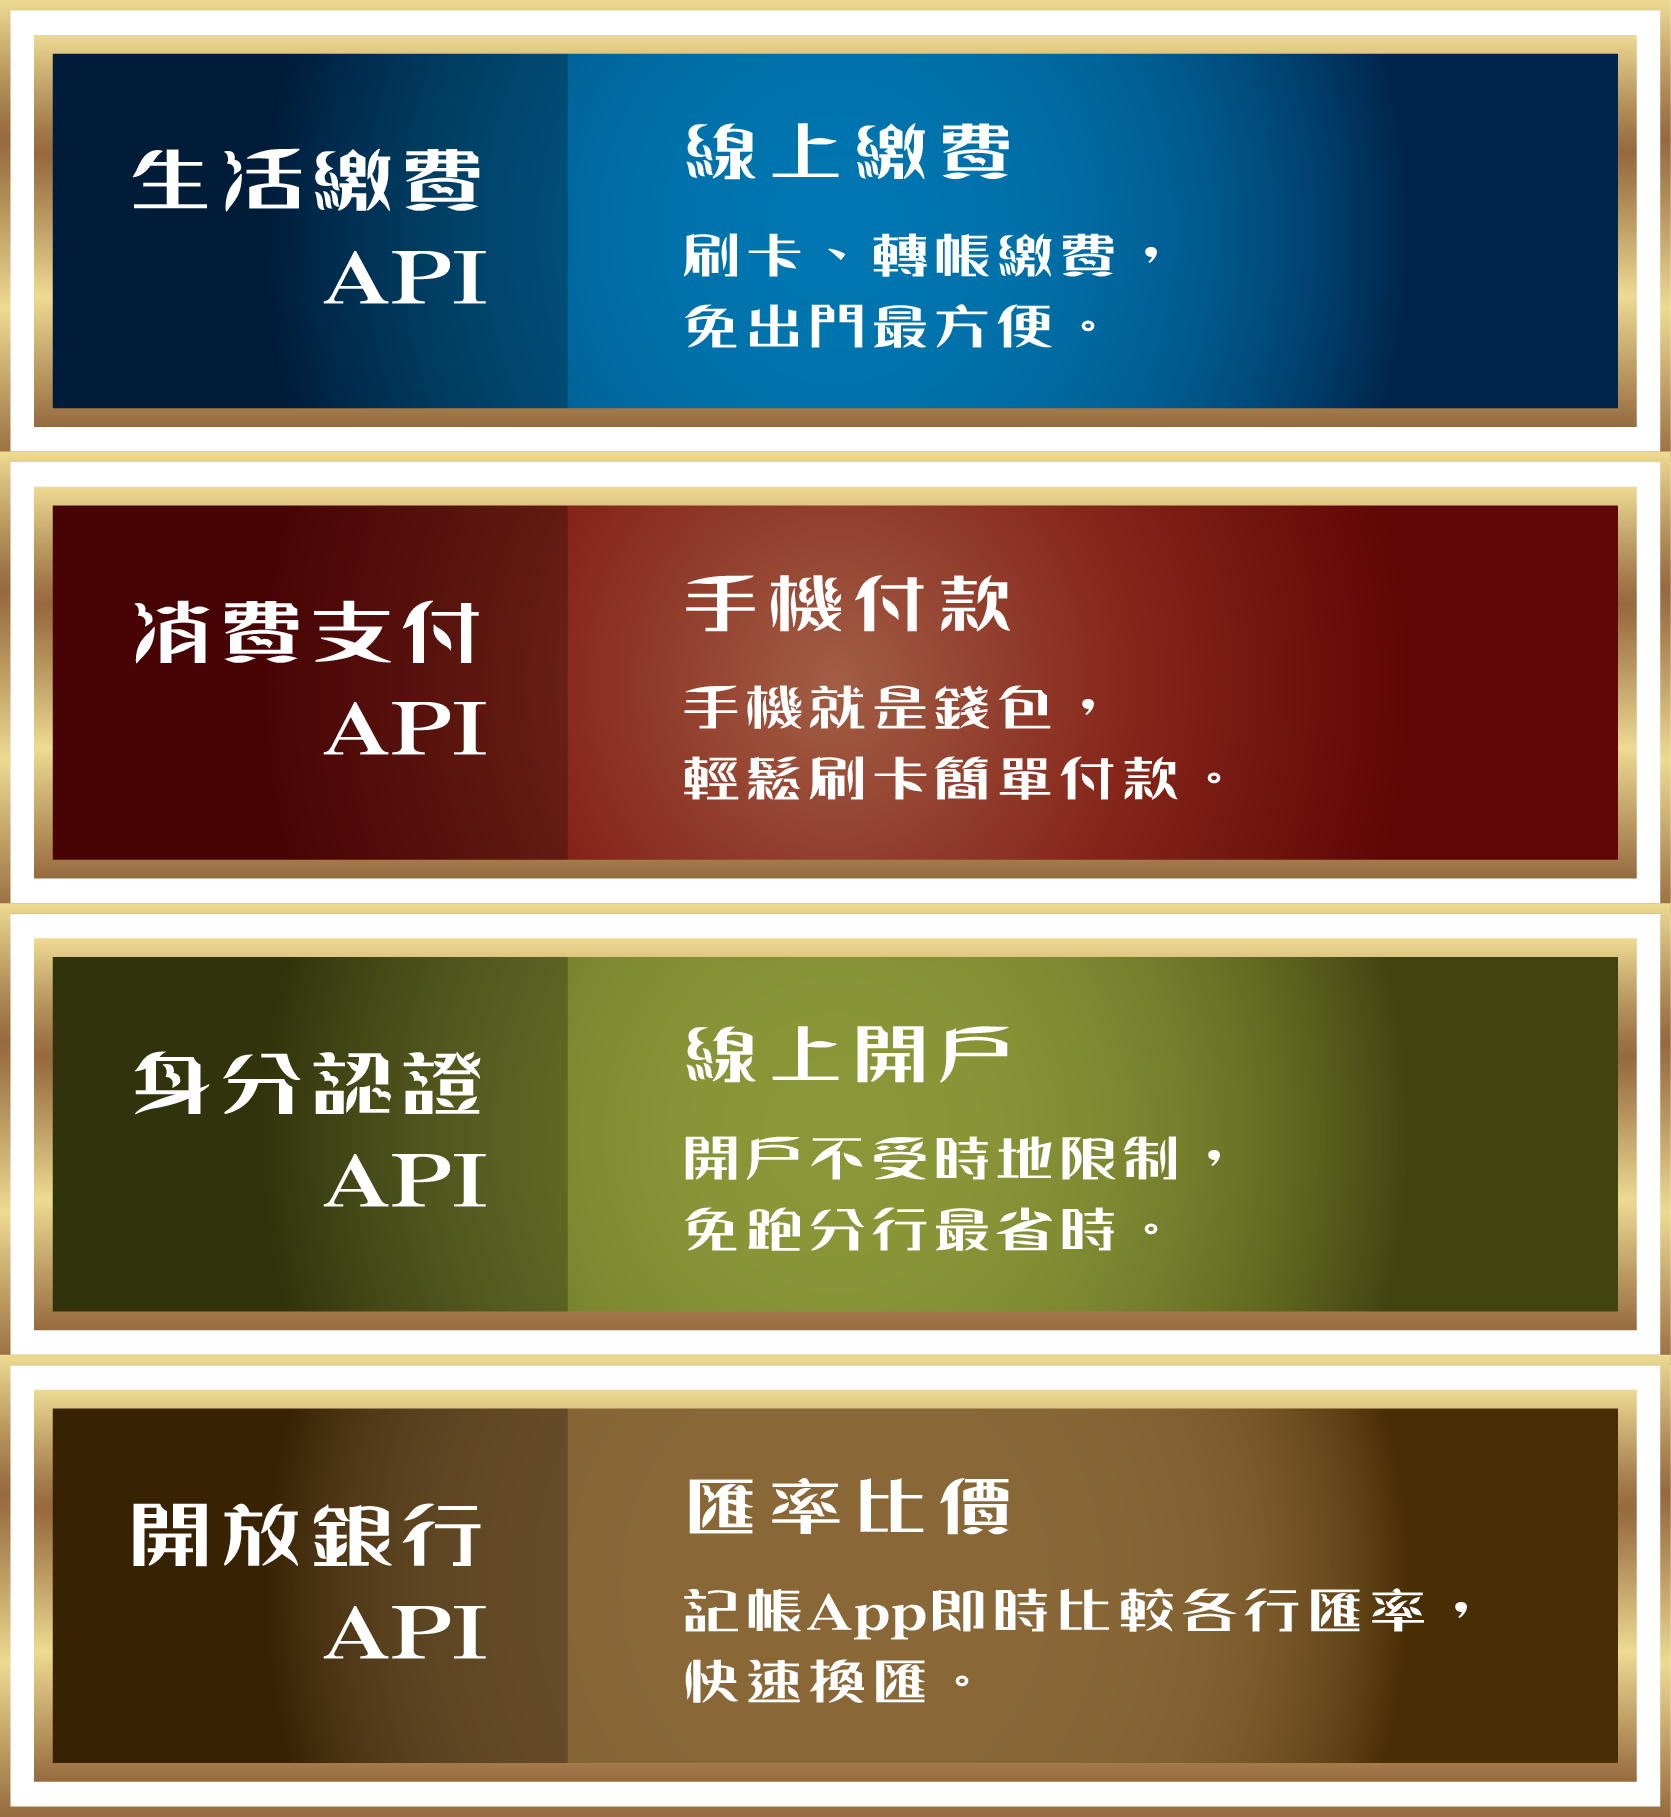 生活繳費
API
線上繳費
刷卡、轉帳繳費，
免出門最方便。
消費支付
API
手機付款
手機就是錢包，
輕鬆刷卡簡單付款。
身分認證
API
線上開戶
開戶不受時地限制，
免跑分行最省時。
開放銀行
API
匯率比價
記帳App即時比較各行匯率，
快速換匯。